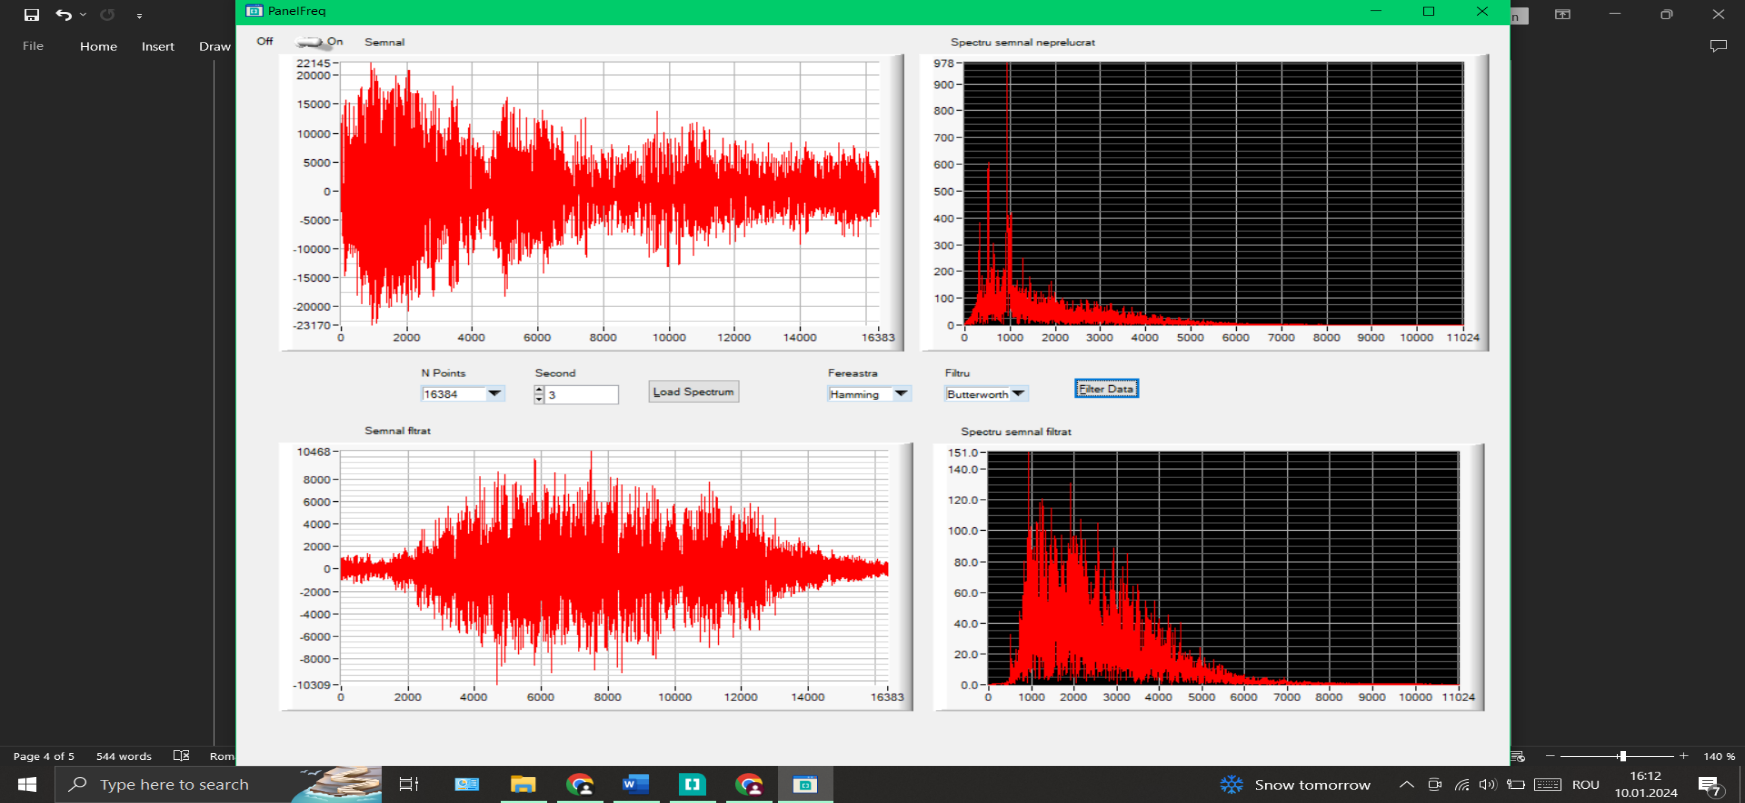 PanelFreq
n
File Home Insert Draw
Off On Semnal
Spectru semnal neprelucrat
22145
20000
15000
10000
5000
0
-5000
-10000
-15000
-20000
-23170
0 2000 4000 6000 8000 10000 12000 14000 16383
978
900
800
700
600
500
400
300
200
100
0
0 1000 2000 3000 4000 5000 6000 7000 8000 9000 10000 11024
N Points Second Fereastra Filtru
16384 3 Load Spectrum Hamming Butterworth Filter Data
Semnal fltrat
Spectru semnal filtrat
10468
8000
6000
4000
2000
0
-2000
-4000
-6000
-8000
-10309
0 2000 4000 6000 8000 10000 12000 14000 16383
151.0
140.0
120.0
100.0
80.0
60.0
40.0
20.0
0.0
0 1000 2000 3000 4000 5000 6000 7000 8000 9000 10000 11024
Page 4 of 5 544 words Roma 140 %
Type here to search
Snow tomorrow ROU 16:12
10.01.2024
7